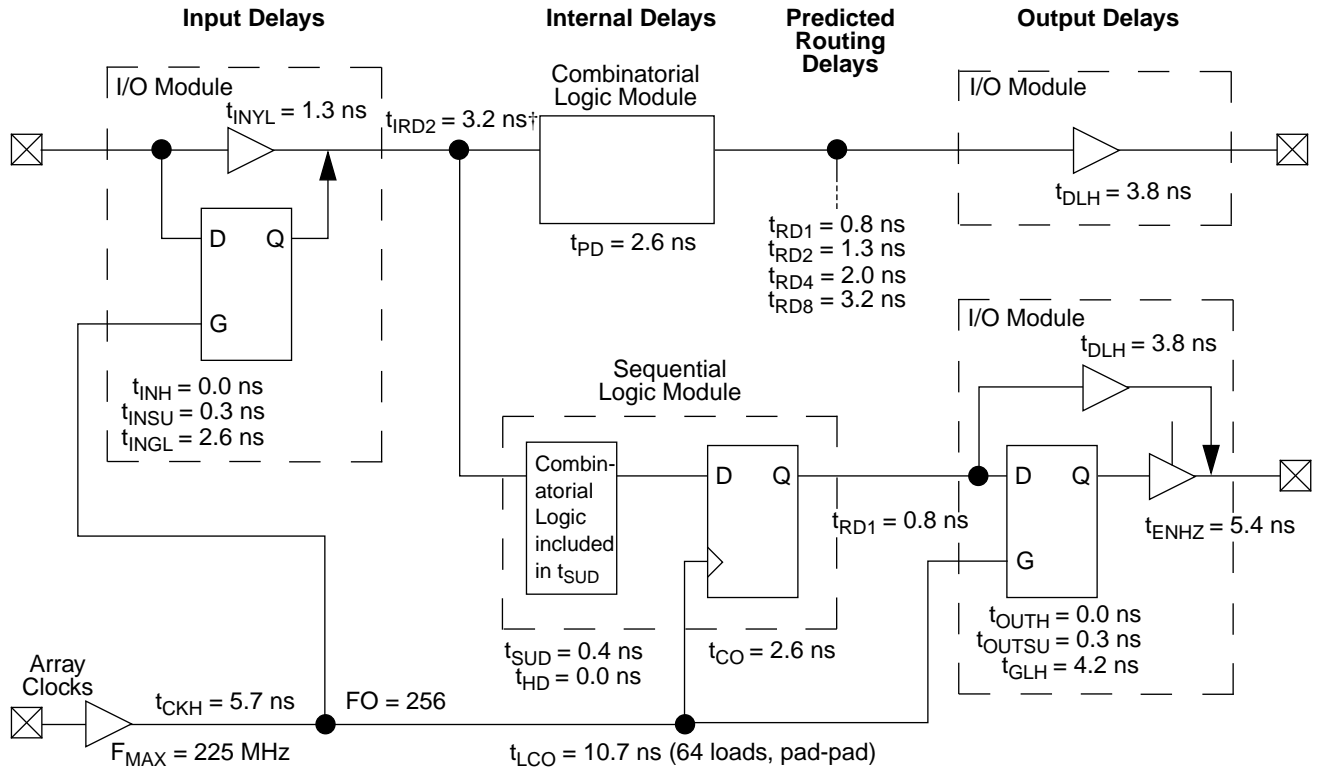 Input Delays
Internal Delays
Predicted
Routing
Delays
Output Delays
I/O Module
t_INYL = 1.3 ns
t_IRD2 = 3.2 ns†
Combinatorial
Logic Module
I/O Module
t_DLH = 3.8 ns
D Q
G
t_PD = 2.6 ns
t_RD1 = 0.8 ns
t_RD2 = 1.3 ns
t_RD4 = 2.0 ns
t_RD8 = 3.2 ns
t_INH = 0.0 ns
t_INSU = 0.3 ns
t_INGL = 2.6 ns
Sequential
Logic Module
I/O Module
t_DLH = 3.8 ns
Combin-
atorial
Logic
included
in t_SUD
D Q
t_RD1 = 0.8 ns
D Q
G
t_ENHZ = 5.4 ns
t_SUD = 0.4 ns
t_HD = 0.0 ns
t_CO = 2.6 ns
t_OUTH = 0.0 ns
t_OUTSU = 0.3 ns
t_GLH = 4.2 ns
Array
Clocks
t_CKH = 5.7 ns
FO = 256
F_MAX = 225 MHz
t_LCO = 10.7 ns (64 loads, pad-pad)